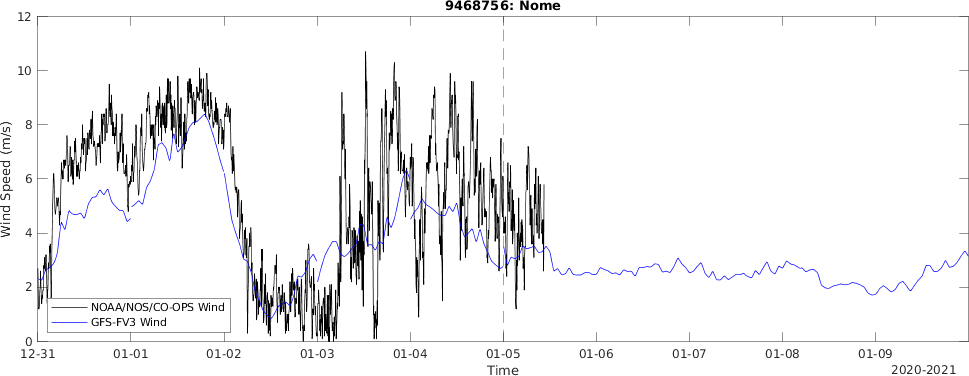 9468756: Nome
12
10
8
6
4
2
0
Wind Speed (m/s)
NOAA/NOS/CO-OPS Wind
GFS-FV3 Wind
12-31 01-01 01-02 01-03 01-04 01-05 01-06 01-07 01-08 01-09
Time
2020-2021